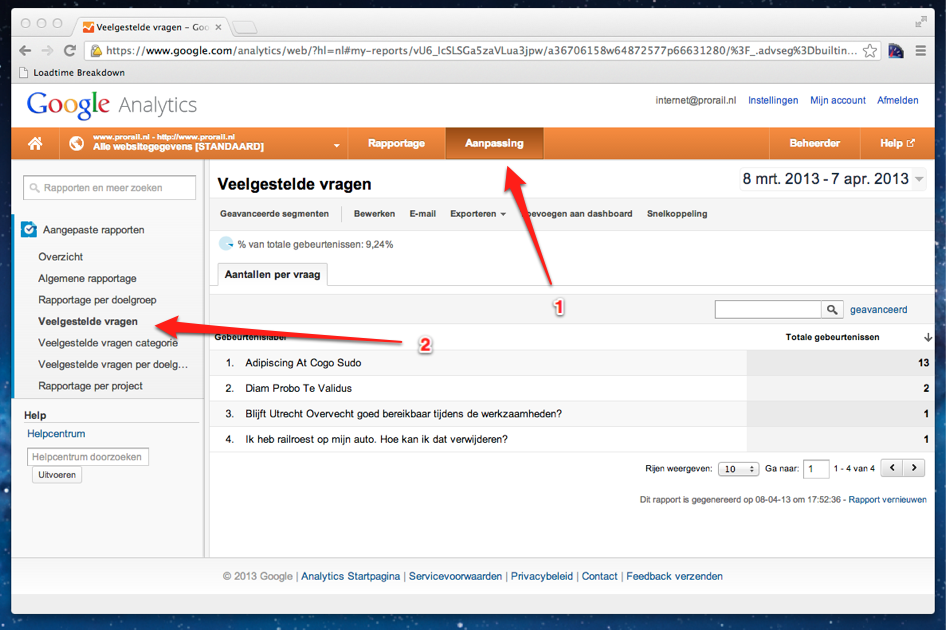 Veelgestelde vragen – Goo
https://www.google.com/analytics/web/?hl=nl#my-reports/vU6_IcSLSGa5zaVLua3jpw/a36706158w64872577p66631280/%3F_.advseg%3Dbuiltin...
Loadtime Breakdown
Google Analytics
internet@prorail.nl Instellingen Mijn account Afmelden
www.prorail.nl - http://www.prorail.nl
Alle websitegegevens [STANDAARD]
Rapportage Aanpassing Beheerder Help
Rapporten en meer zoeken
Aangepaste rapporten
Overzicht
Algemene rapportage
Rapportage per doelgroep
Veelgestelde vragen
Veelgestelde vragen categorie
Veelgestelde vragen per doelg...
Rapportage per project
Help
Helpcentrum
Helpcentrum doorzoeken
Uitvoeren
Veelgestelde vragen
8 mrt. 2013 - 7 apr. 2013
Geavanceerde segmenten Bewerken E-mail Exporteren oevoegen aan dashboard Snelkoppeling
% van totale gebeurtenissen: 9,24%
Aantallen per vraag
1
geavanceerd
2
Gebeurtenislabel Totale gebeurtenissen
1. Adipiscing At Cogo Sudo 13
2. Diam Probo Te Validus 2
3. Blijft Utrecht Overvecht goed bereikbaar tijdens de werkzaamheden? 1
4. Ik heb railroest op mijn auto. Hoe kan ik dat verwijderen? 1
Rijen weergeven: 10 Ga naar: 1 1 - 4 van 4
Dit rapport is gegenereerd op 08-04-13 om 17:52:36 - Rapport vernieuwen
© 2013 Google | Analytics Startpagina | Servicevoorwaarden | Privacybeleid | Contact | Feedback verzenden